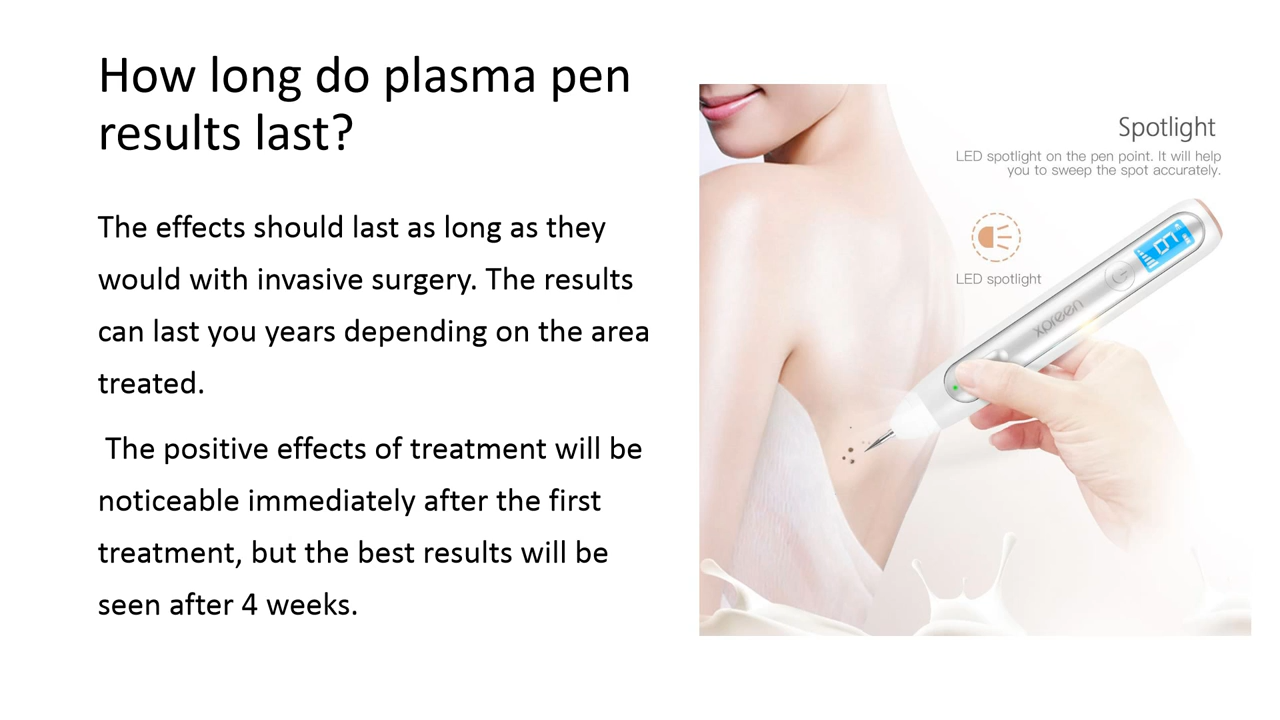 How long do plasma pen
results last?
The effects should last as long as they
would with invasive surgery. The results
can last you years depending on the area
treated.
The positive effects of treatment will be
noticeable immediately after the first
treatment, but the best results will be
seen after 4 weeks.
Spotlight
LED spotlight on the pen point. It will help
you to sweep the spot accurately.
LED spotlight
xoreen